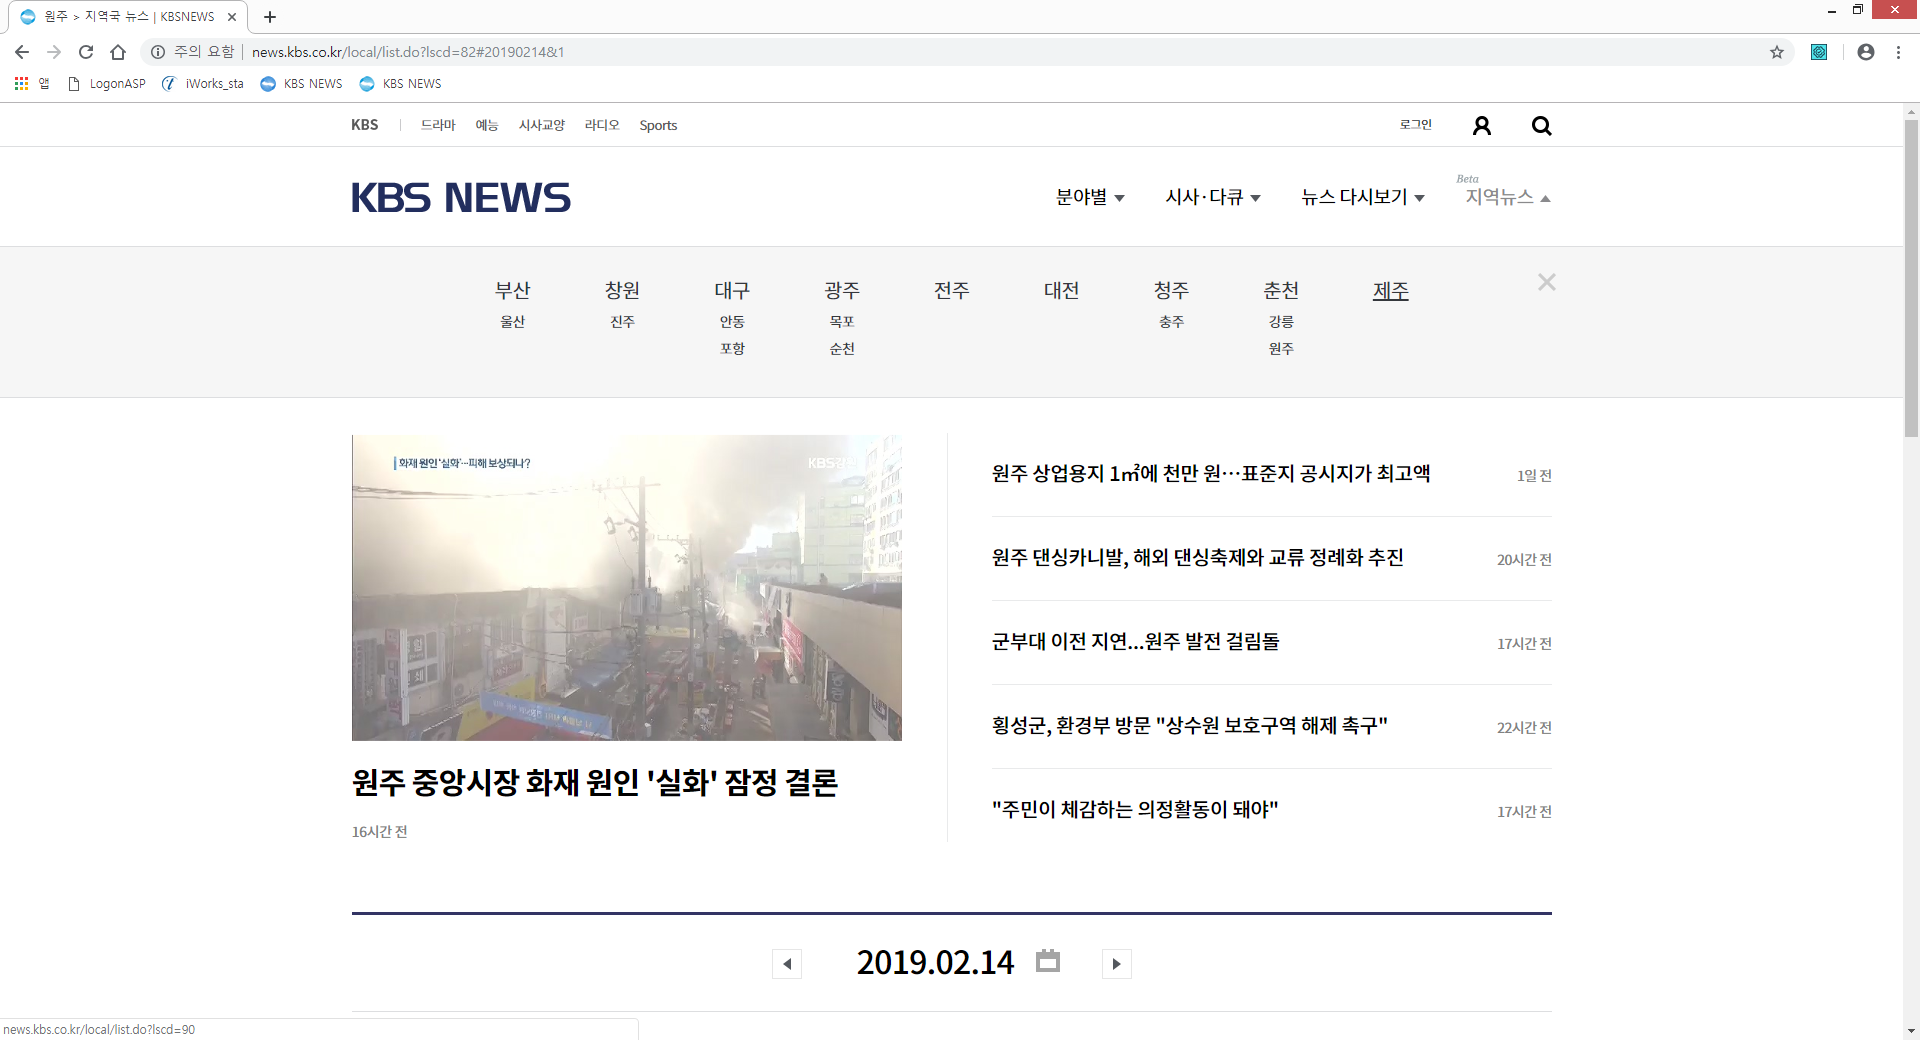 원주 > 지역국 뉴스 | KBSNEWS
주의 요함 | news.kbs.co.kr/local/list.do?lscd=82#20190214&1
앱 LogonASP iWorks_sta KBS NEWS KBS NEWS
KBS 드라마 예능 시사교양 라디오 Sports 로그인
KBS NEWS
분야별 시사·다큐 뉴스 다시보기 Beta 지역뉴스
부산 창원 대구 광주 전주 대전 청주 춘천 제주
울산 진주 안동 목포 충주 강릉
포항 순천 원주
화재 원인 '실화'…피해 보상되나?
KBS강원
원주 중앙시장 화재 원인 '실화' 잠정 결론
16시간 전
원주 상업용지 1㎡에 천만 원…표준지 공시지가 최고액 1일 전
원주 댄싱카니발, 해외 댄싱축제와 교류 정례화 추진 20시간 전
군부대 이전 지연...원주 발전 걸림돌 17시간 전
횡성군, 환경부 방문 "상수원 보호구역 해제 촉구" 22시간 전
"주민이 체감하는 의정활동이 돼야" 17시간 전
2019.02.14
news.kbs.co.kr/local/list.do?lscd=90